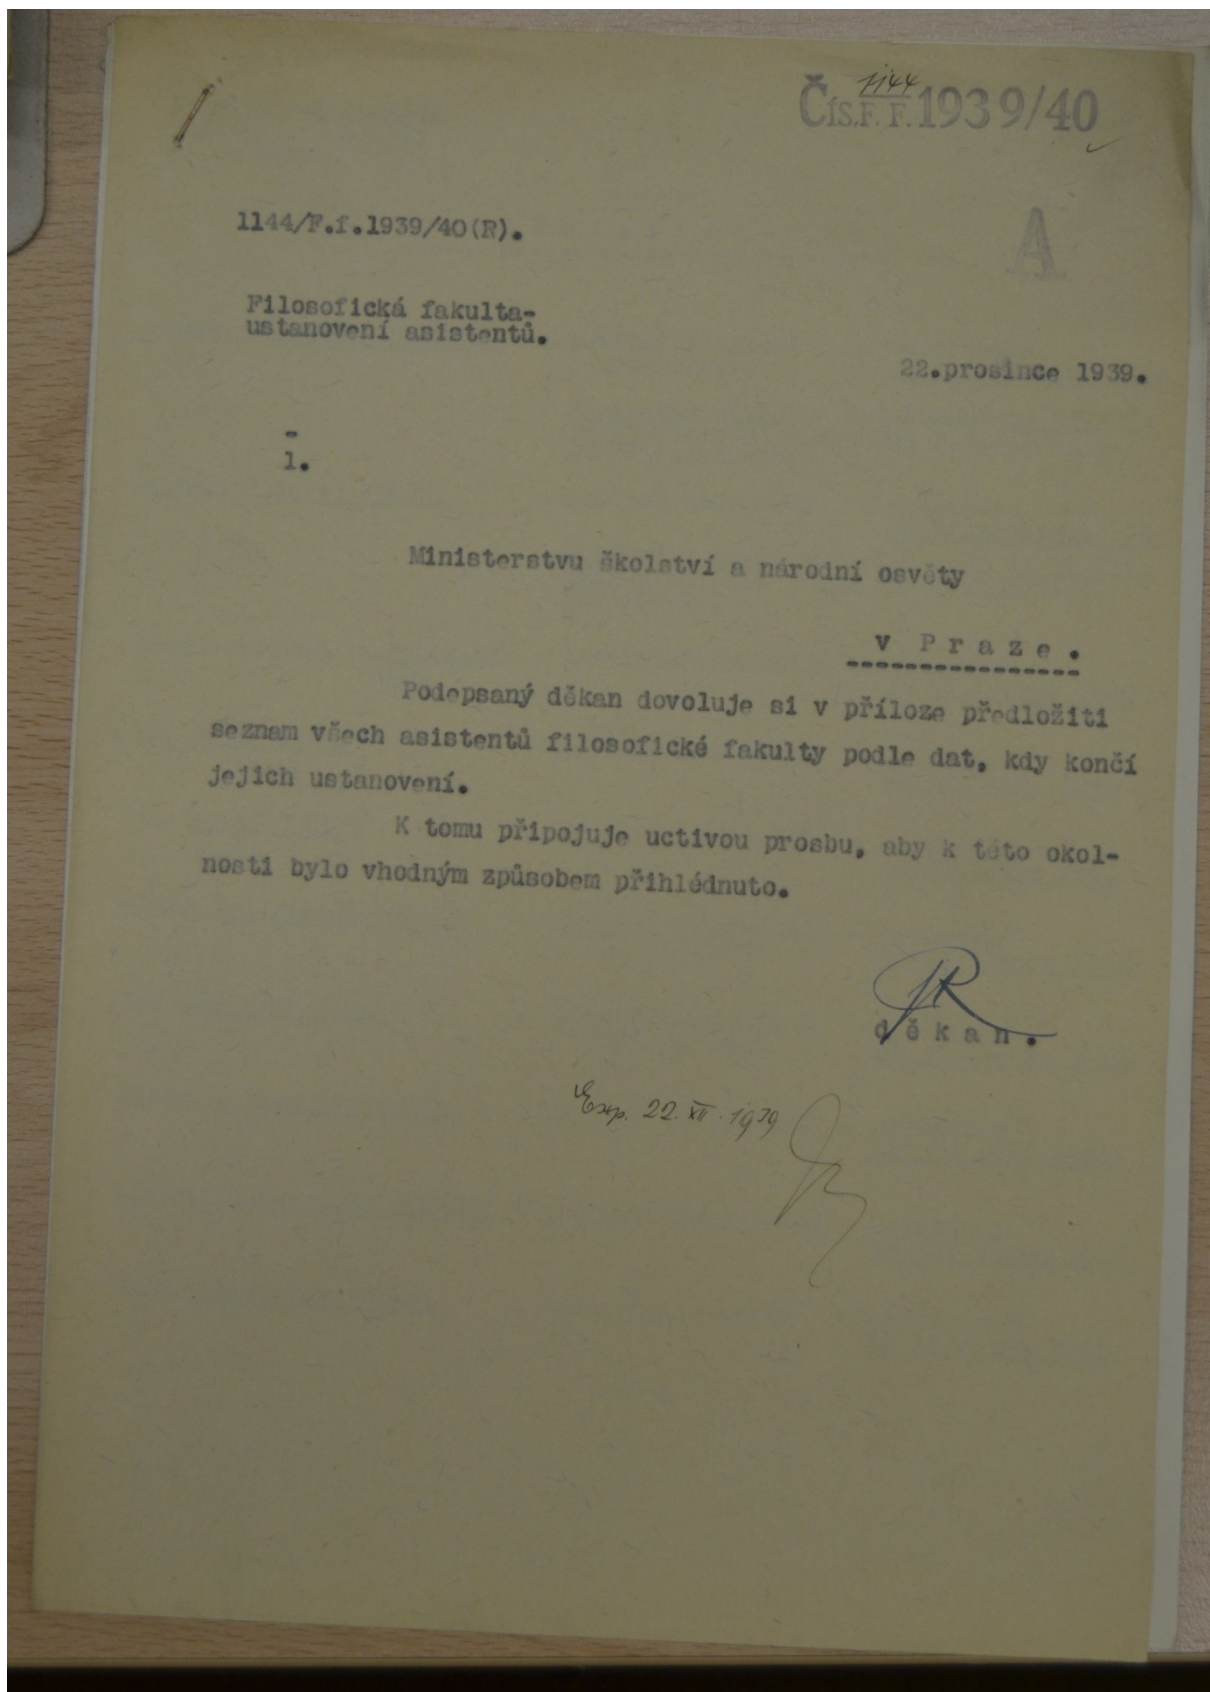 1144
Čís.F.F.1939/40
A
1144/F.f.1939/40(R).
Filosofická fakulta-
ustanovení asistentů.
22.prosince 1939.
-
1.
Ministerstvu školství a národní osvěty
v Praze.
Podepsaný děkan dovoluje si v příloze předložiti
seznam všech asistentů filosofické fakulty podle dat, kdy končí
jejich ustanovení.
K tomu připojuje uctivou prosbu, aby k této okol-
nosti bylo vhodným způsobem přihlédnuto.
děkan.
Exp. 22. XII. 1939